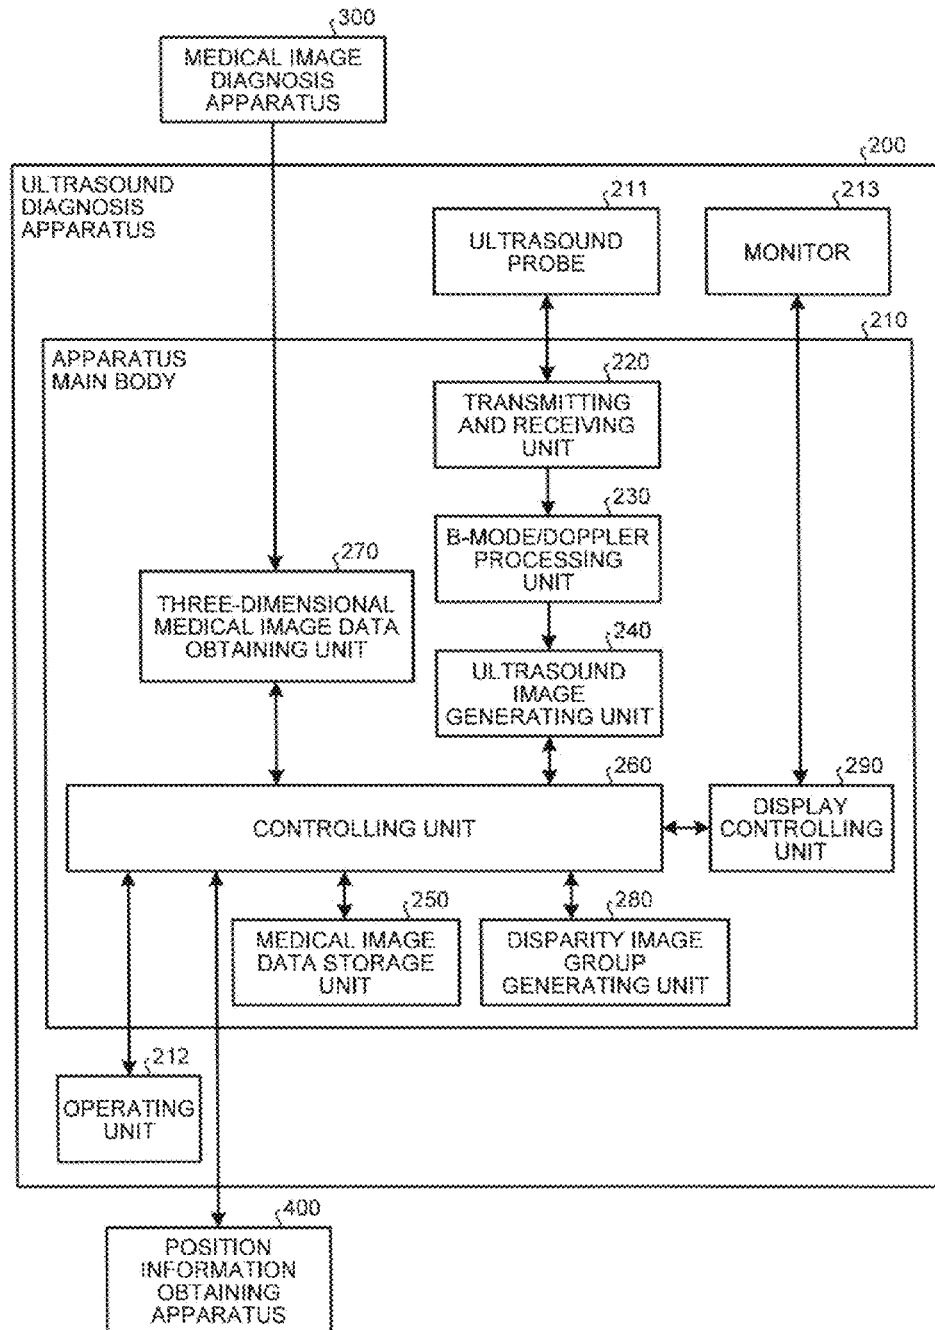 300
MEDICAL IMAGE
DIAGNOSIS
APPARATUS
200
ULTRASOUND
DIAGNOSIS
APPARATUS
211
ULTRASOUND
PROBE
213
MONITOR
210
APPARATUS
MAIN BODY
220
TRANSMITTING
AND RECEIVING
UNIT
230
B-MODE/DOPPLER
PROCESSING
UNIT
270
THREE-DIMENSIONAL
MEDICAL IMAGE DATA
OBTAINING UNIT
240
ULTRASOUND
IMAGE
GENERATING UNIT
260
CONTROLLING UNIT
290
DISPLAY
CONTROLLING
UNIT
250
MEDICAL IMAGE
DATA STORAGE
UNIT
280
DISPARITY IMAGE
GROUP
GENERATING UNIT
212
OPERATING
UNIT
400
POSITION
INFORMATION
OBTAINING
APPARATUS